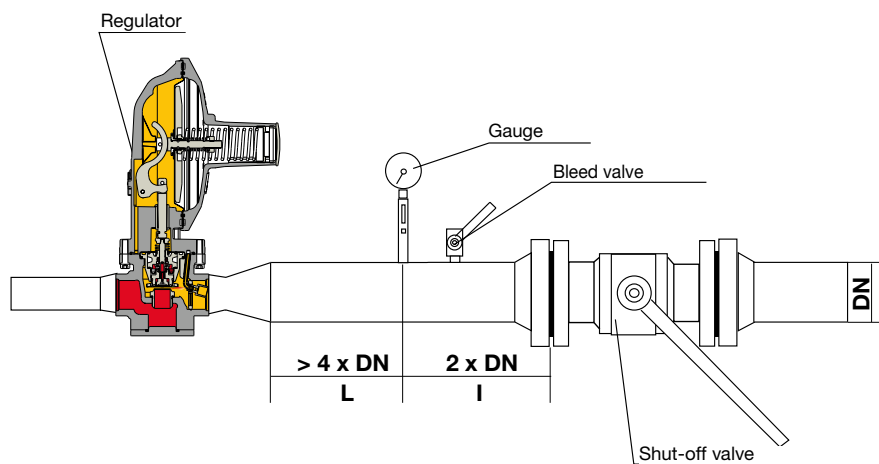 Regulator
Gauge
Bleed valve
DN
> 4 x DN
2 x DN
L
I
Shut-off valve